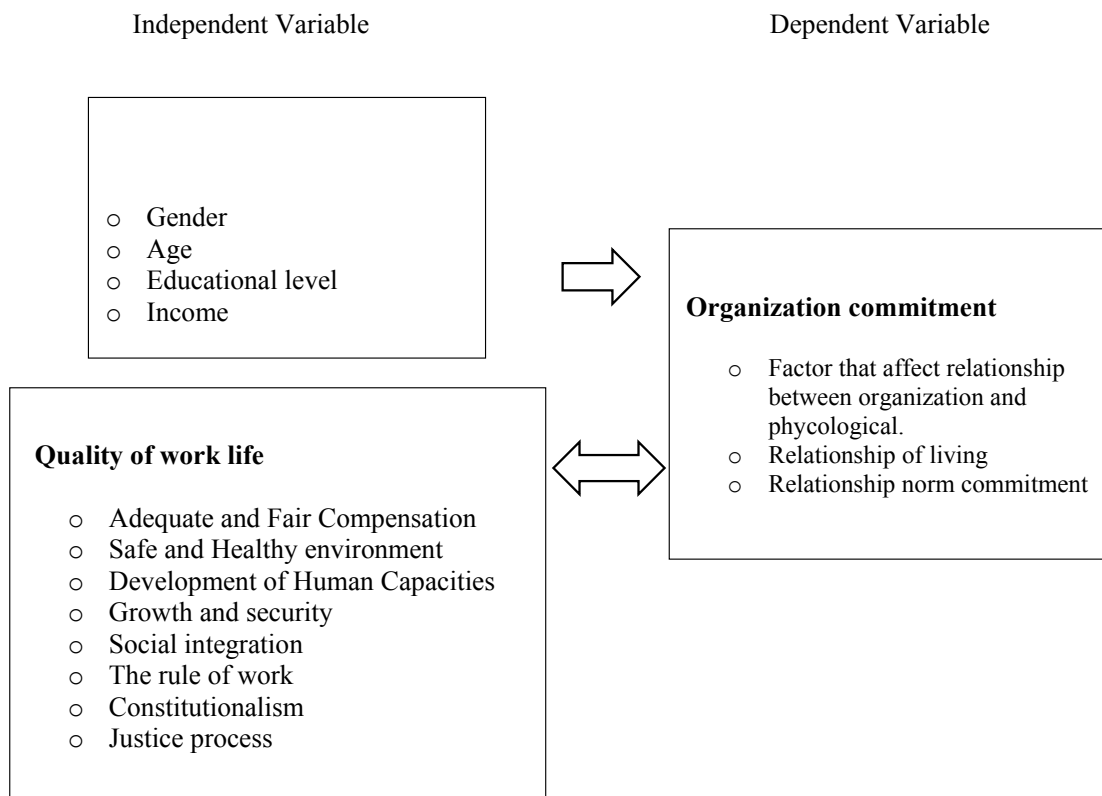 Independent Variable
Dependent Variable
o Gender
o Age
o Educational level
o Income
Quality of work life
o Adequate and Fair Compensation
o Safe and Healthy environment
o Development of Human Capacities
o Growth and security
o Social integration
o The rule of work
o Constitutionalism
o Justice process
Organization commitment
o Factor that affect relationship
between organization and
phycological.
o Relationship of living
o Relationship norm commitment